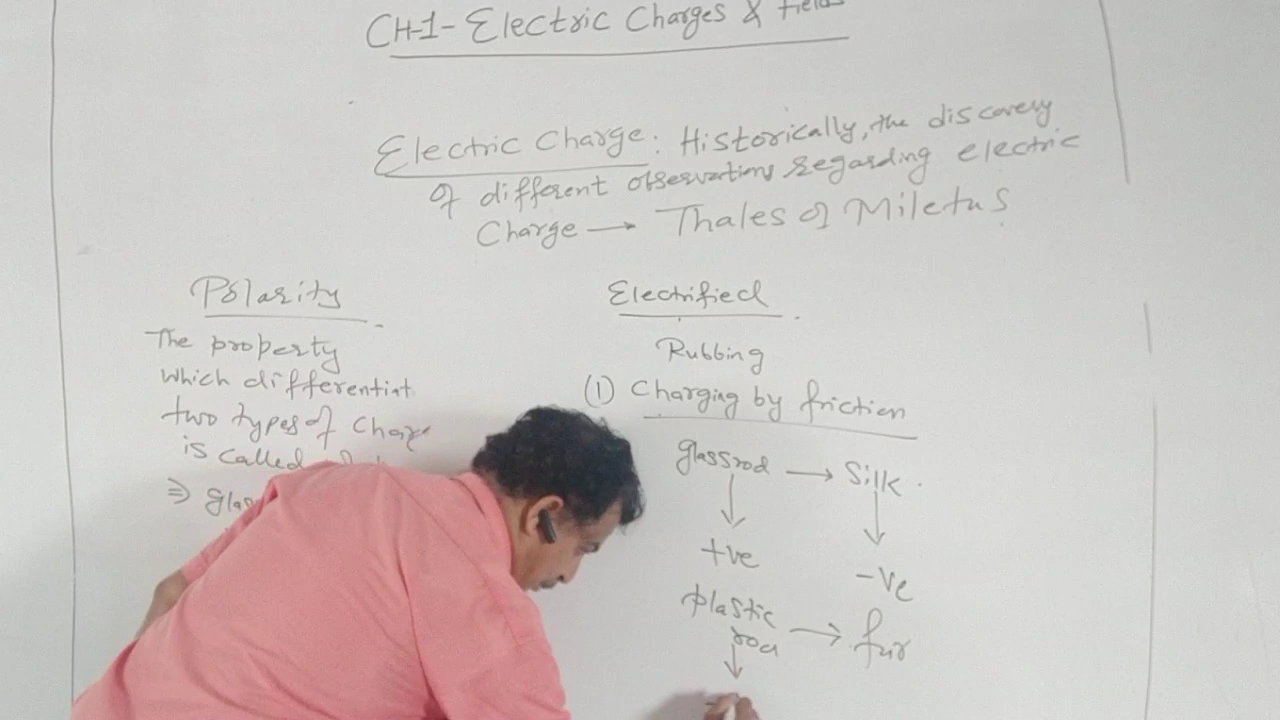 CH-1- Electric Charges & Fields
Electric Charge: Historically, the discovery
of different observations regarding electric
Charge → Thales of Miletus
Polarity
The property
which differentiat
two types of Charge
is called
⇒ glas
Electrified
Rubbing
(1) Charging by friction
glassrod → Silk
↓ ↓
+ve -ve
plastic
rod → fur
↓